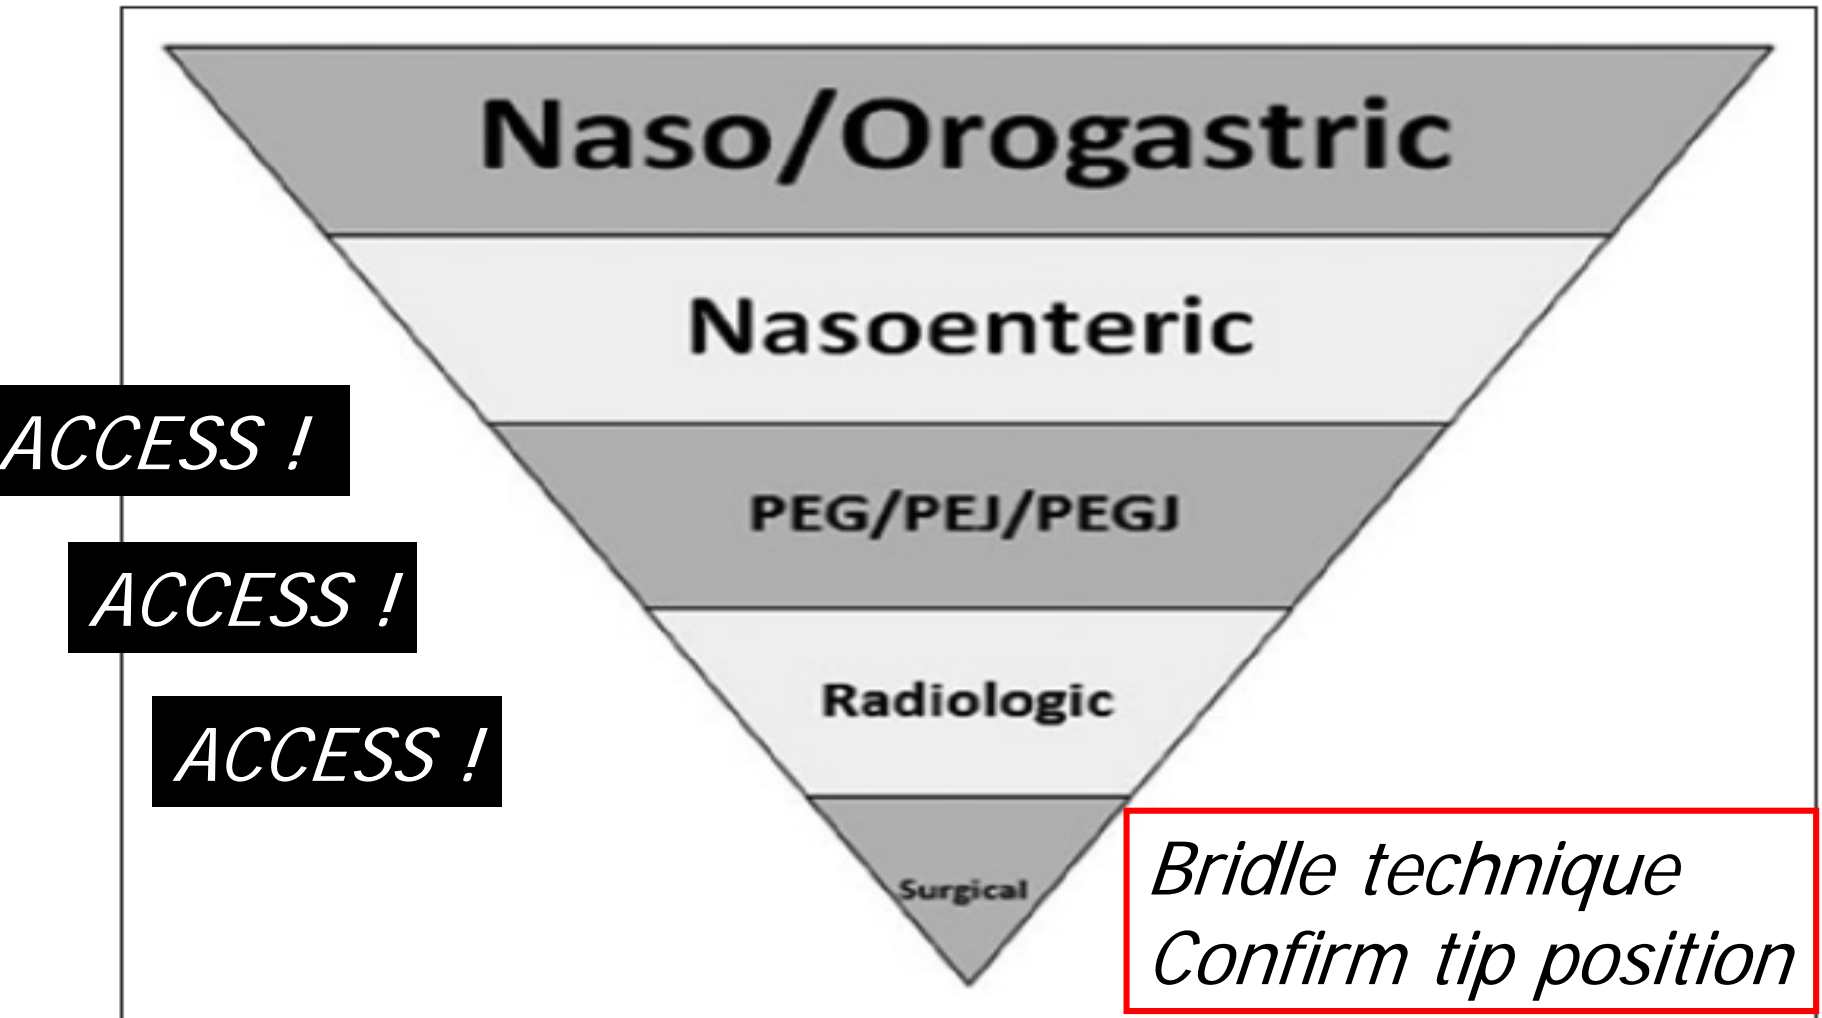 Naso/Orogastric
Nasoenteric
ACCESS !
PEG/PEJ/PEGJ
ACCESS !
Radiologic
ACCESS !
Surgical
Bridle technique
Confirm tip position